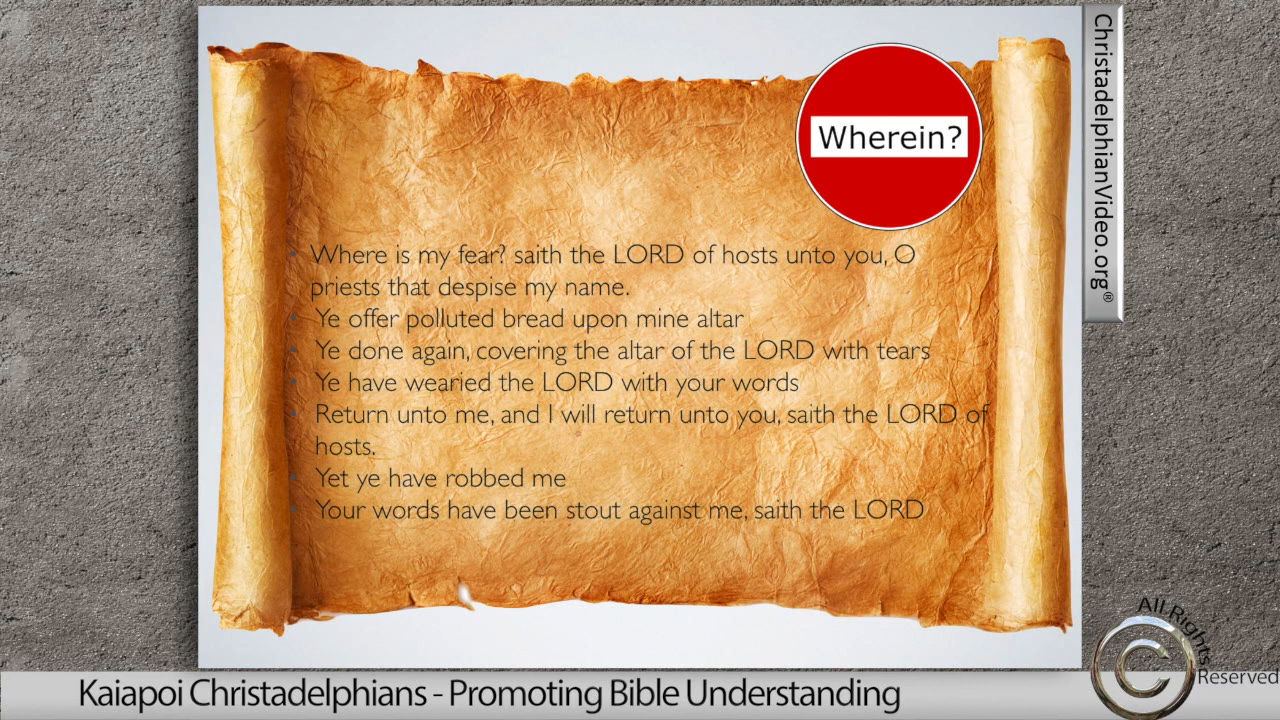 Wherein?
• Where is my fear? saith the LORD of hosts unto you, O
priests that despise my name.
• Ye offer polluted bread upon mine altar
• Ye done again, covering the altar of the LORD with tears
• Ye have wearied the LORD with your words
• Return unto me, and I will return unto you, saith the LORD of
hosts.
• Yet ye have robbed me
• Your words have been stout against me, saith the LORD
ChristadelphianVideo.org®
All Rights
C
Reserved
Kaiapoi Christadelphians - Promoting Bible Understanding